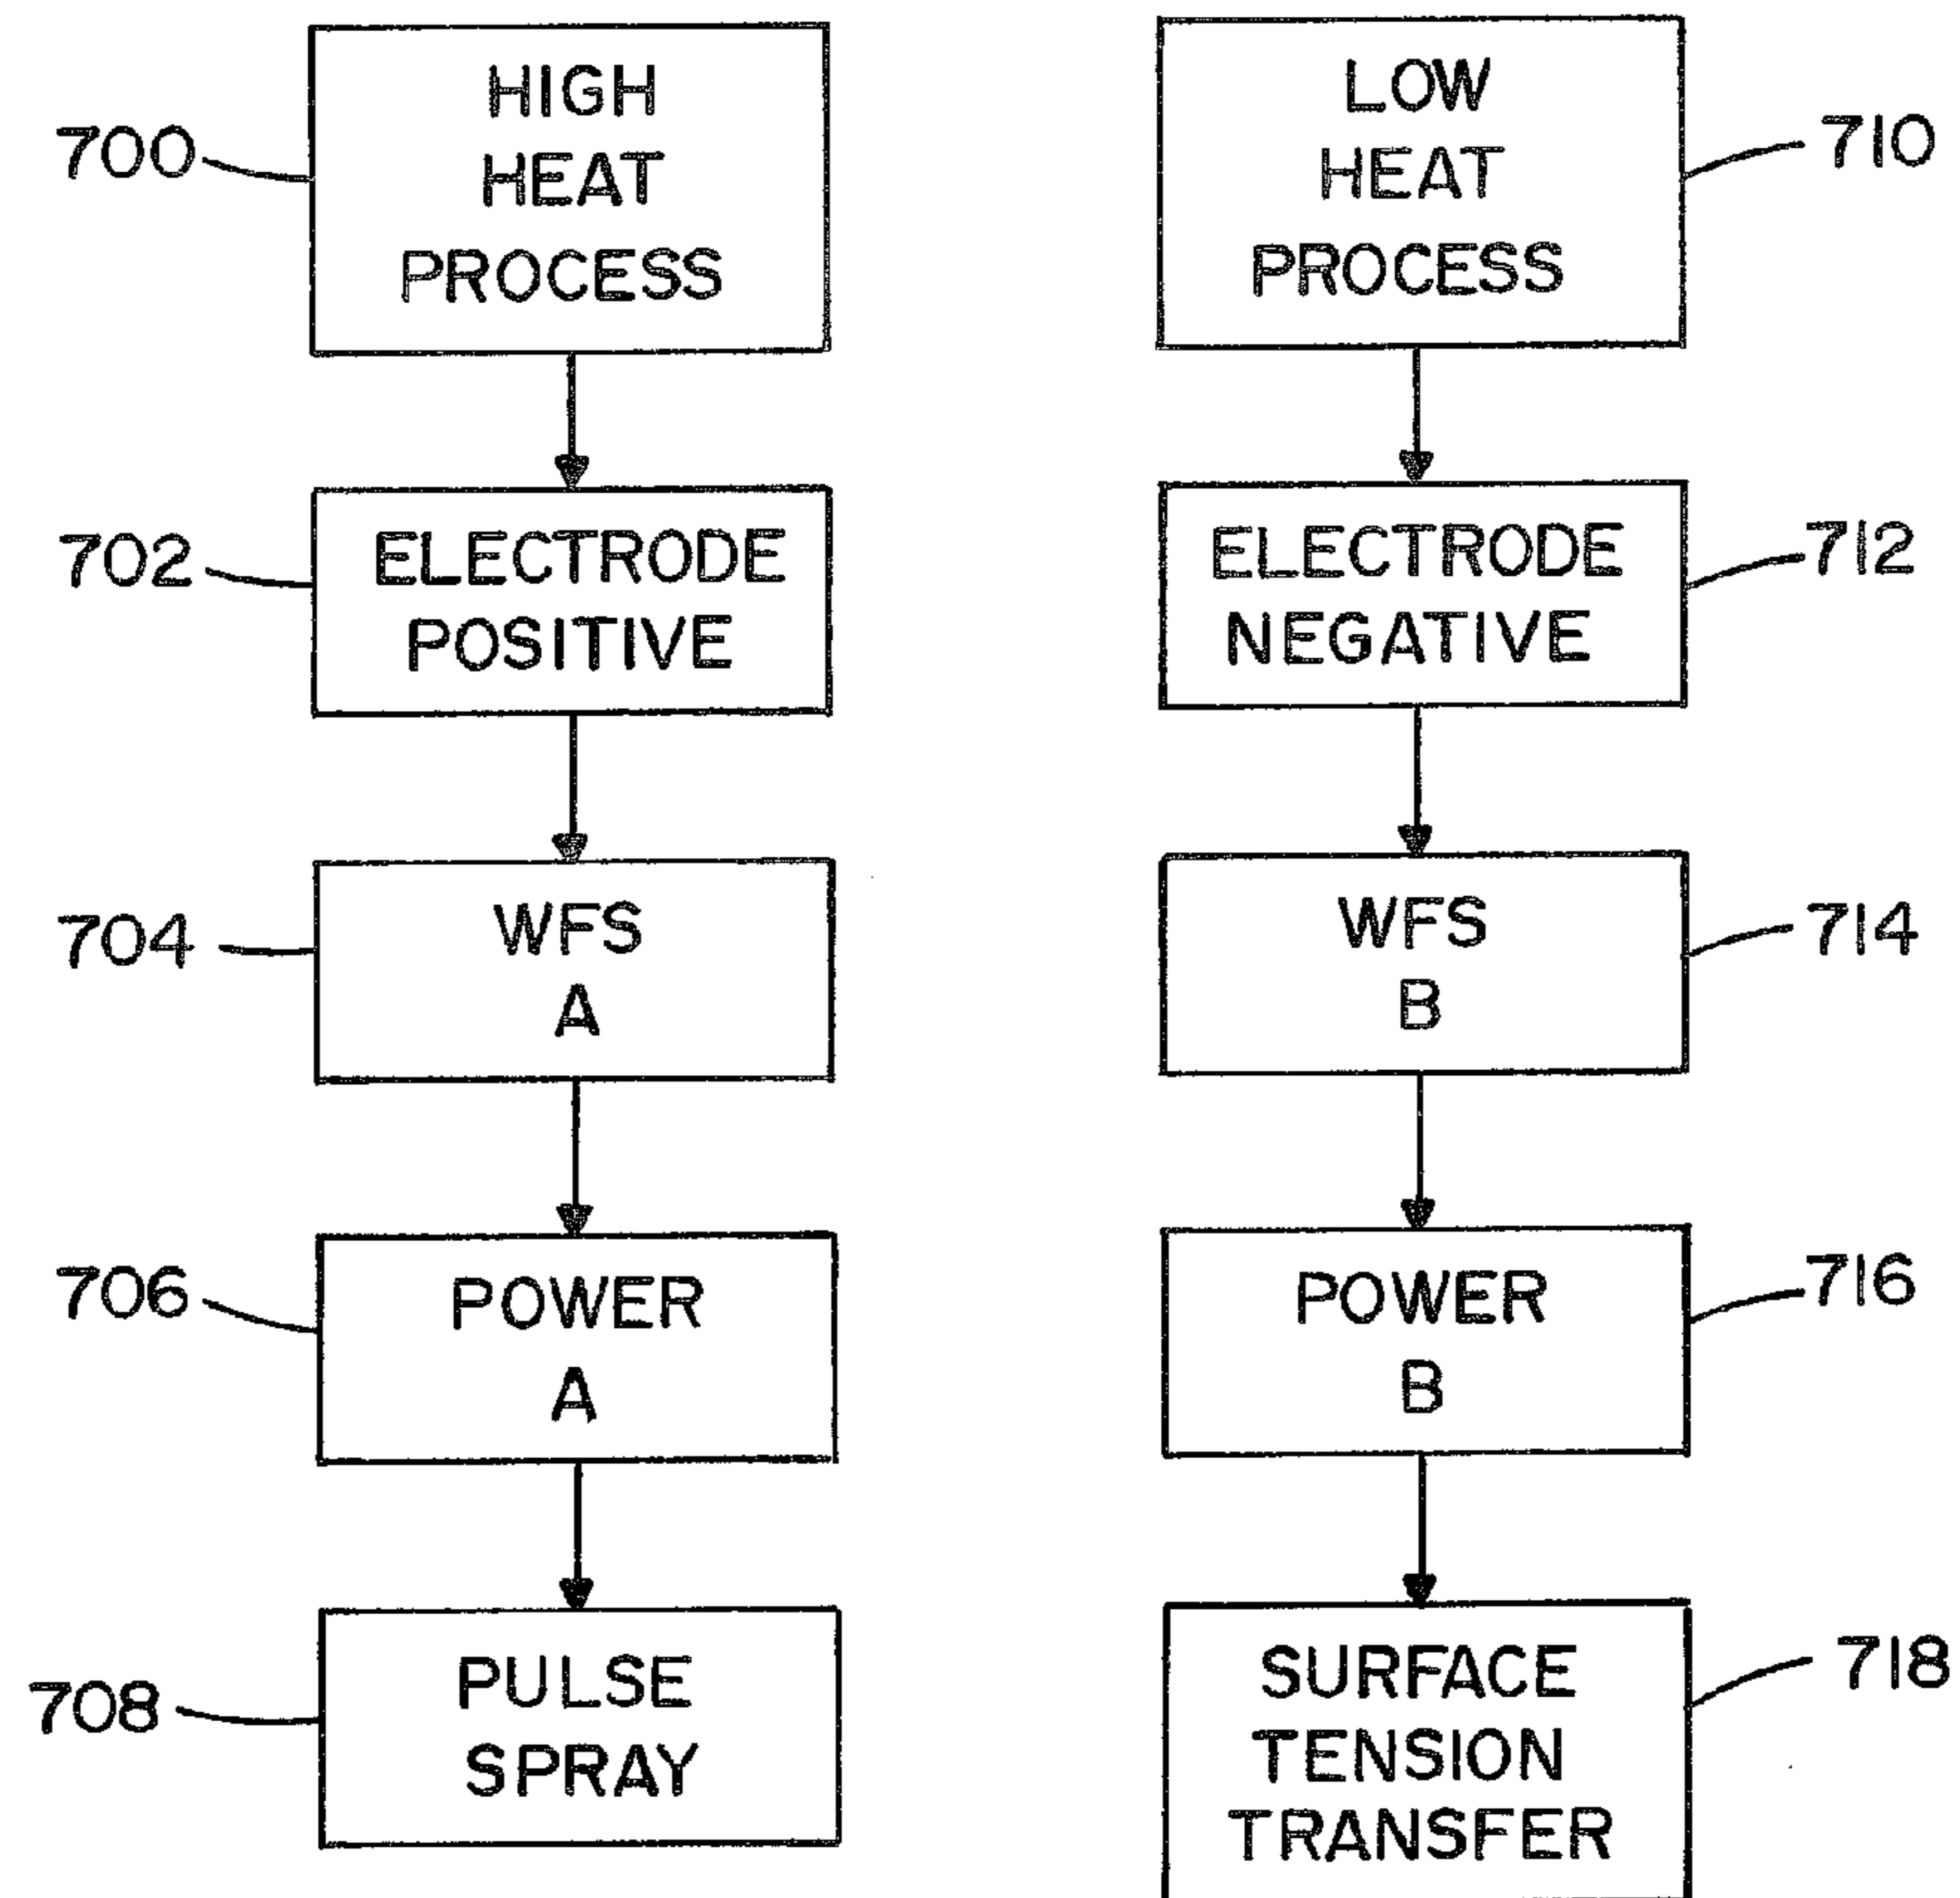 700
HIGH
HEAT
PROCESS
702
ELECTRODE
POSITIVE
704
WFS
A
706
POWER
A
708
PULSE
SPRAY
LOW
HEAT
PROCESS
710
ELECTRODE
NEGATIVE
712
WFS
B
714
POWER
B
716
SURFACE
TENSION
TRANSFER
718